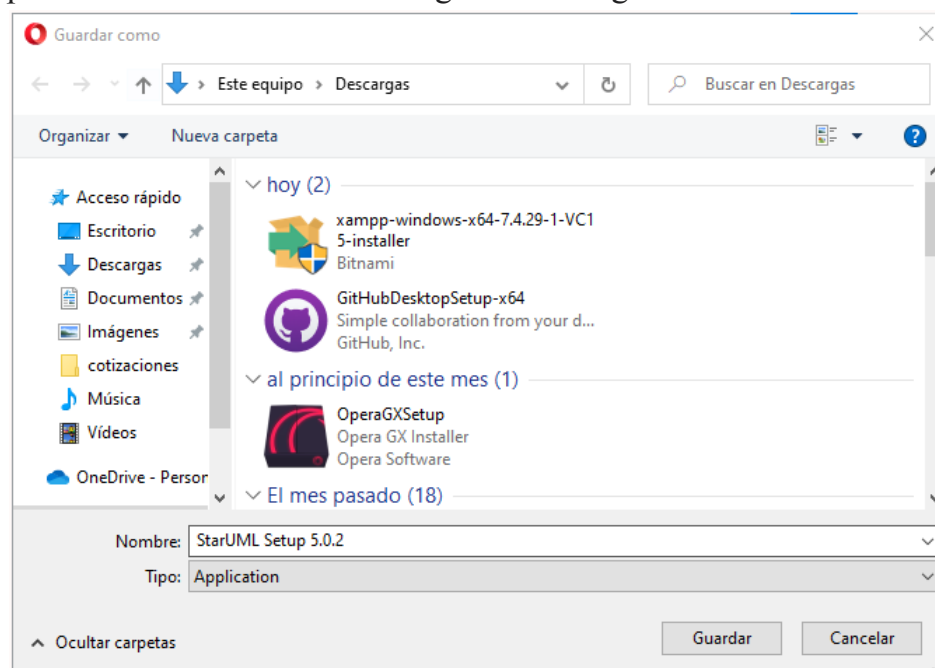 Guardar como
Este equipo > Descargas
Buscar en Descargas
Organizar
Nueva carpeta
Acceso rápido
Escritorio
Descargas
Documentos
Imágenes
cotizaciones
Música
Vídeos
OneDrive - Person
hoy (2)
xampp-windows-x64-7.4.29-1-VC1
5-installer
Bitnami
GitHubDesktopSetup-x64
Simple collaboration from your d...
GitHub, Inc.
al principio de este mes (1)
OperaGXSetup
Opera GX Installer
Opera Software
El mes pasado (18)
Nombre: StarUML Setup 5.0.2
Tipo: Application
Ocultar carpetas
Guardar
Cancelar